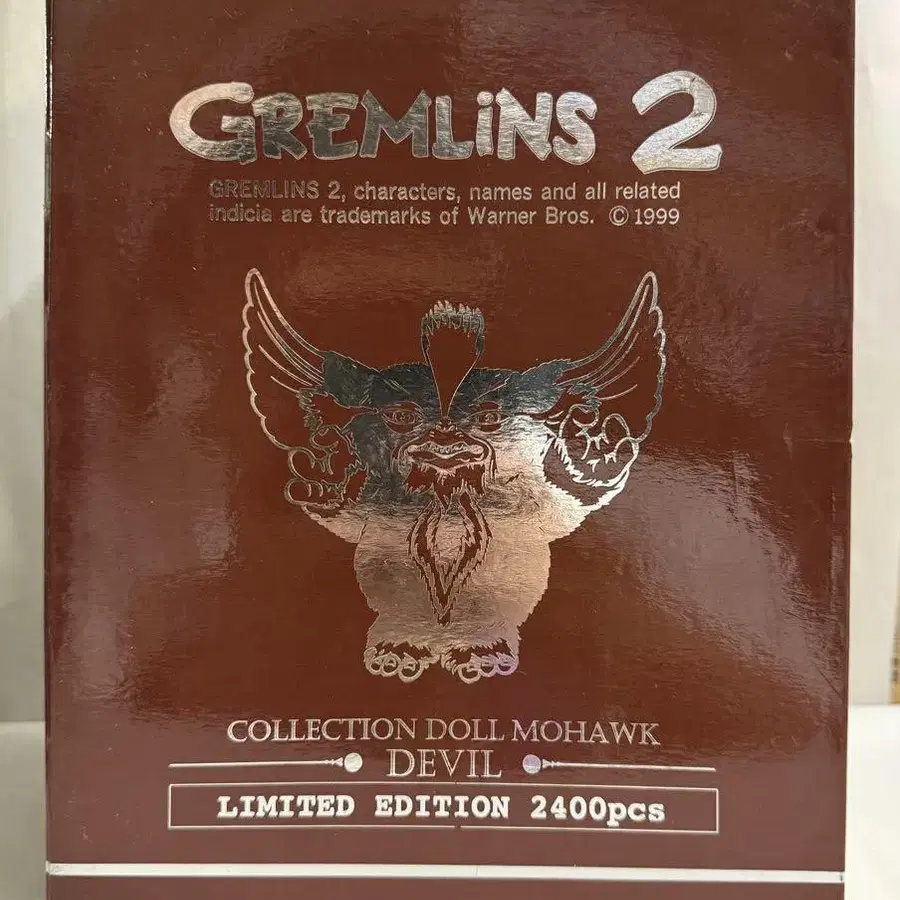 GREMLiNS 2
GREMLINS 2, characters, names and all related
indicia are trademarks of Warner Bros. © 1999
COLLECTION DOLL MOHAWK
DEVIL
LIMITED EDITION 2400pcs